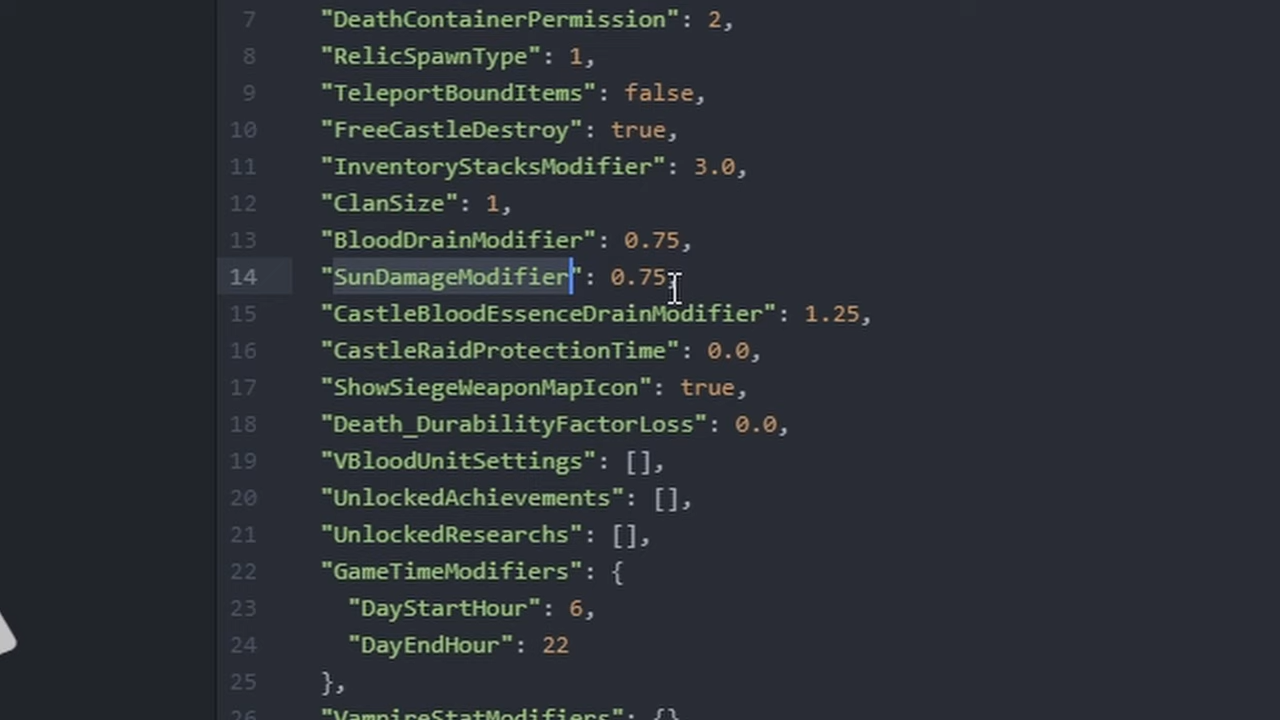 7 "DeathContainerPermission": 2,
8 "RelicSpawnType": 1,
9 "TeleportBoundItems": false,
10 "FreeCastleDestroy": true,
11 "InventoryStacksModifier": 3.0,
12 "ClanSize": 1,
13 "BloodDrainModifier": 0.75,
14 "SunDamageModifier": 0.75,
15 "CastleBloodEssenceDrainModifier": 1.25,
16 "CastleRaidProtectionTime": 0.0,
17 "ShowSiegeWeaponMapIcon": true,
18 "Death_DurabilityFactorLoss": 0.0,
19 "VBloodUnitSettings": [],
20 "UnlockedAchievements": [],
21 "UnlockedResearchs": [],
22 "GameTimeModifiers": {
23 "DayStartHour": 6,
24 "DayEndHour": 22
25 },
26 "VampireStatModifiers": {}